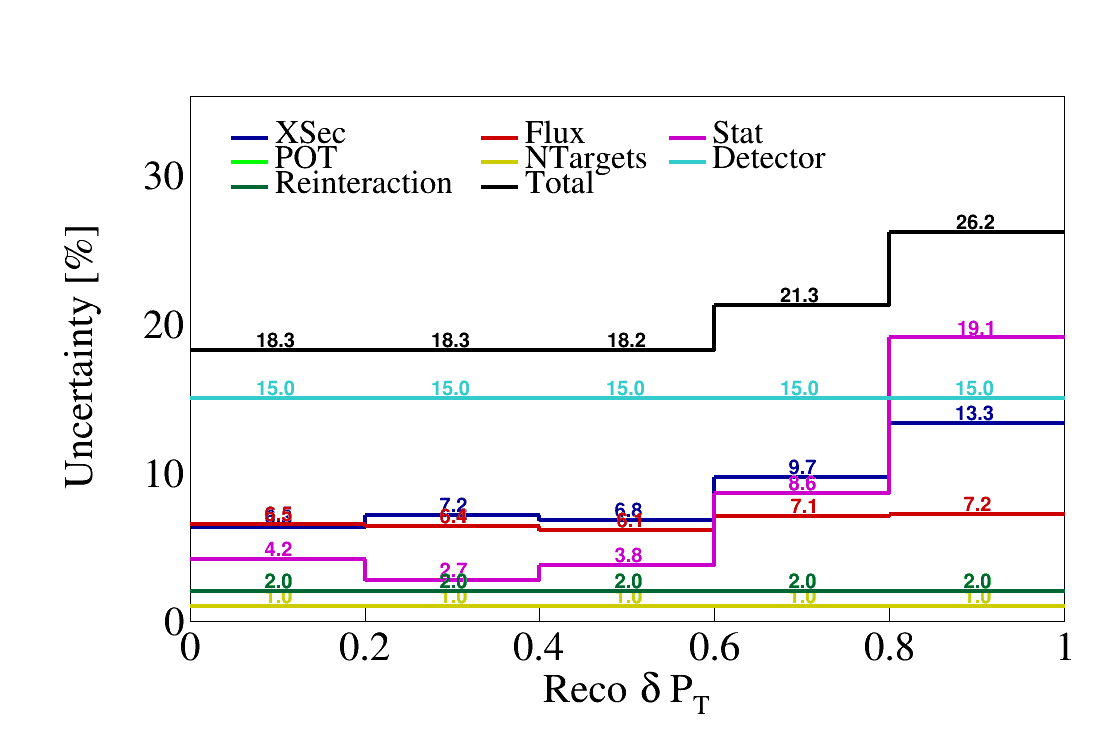 XSec Flux Stat
POT NTargets Detector
Reinteraction Total
Uncertainty [%]
30
20
10
0
26.2
21.3
18.3 18.3 18.2
19.1
15.0 15.0 15.0 15.0 15.0
13.3
9.7
8.6
7.2 6.8
6.5 6.4 6.1 7.1 7.2
4.2 2.7 3.8
2.0 2.0 2.0 2.0 2.0
1.0 1.0 1.0 1.0 1.0
0 0.2 0.4 0.6 0.8 1
Reco δ P_T